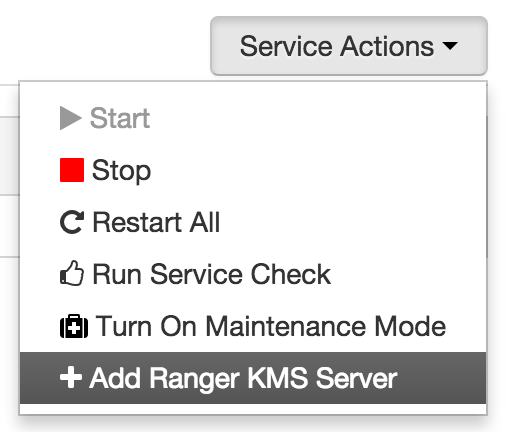 Service Actions
Start
Stop
Restart All
Run Service Check
Turn On Maintenance Mode
Add Ranger KMS Server